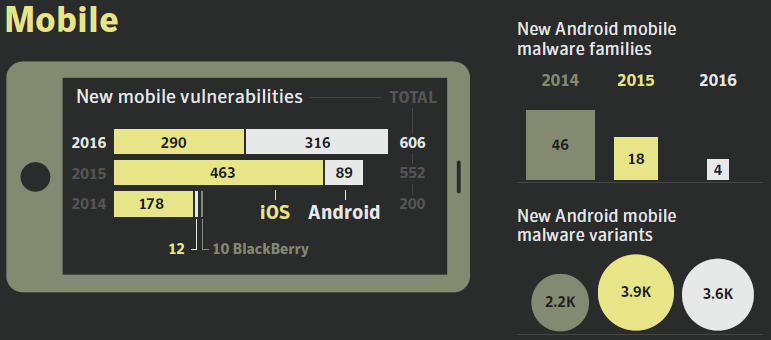 Mobile
New mobile vulnerabilities TOTAL
2016 290 316 606
2015 463 89 552
2014 178 200
iOS Android
12 10 BlackBerry
New Android mobile
malware families
2014 2015 2016
46 18 4
New Android mobile
malware variants
2.2K 3.9K 3.6K